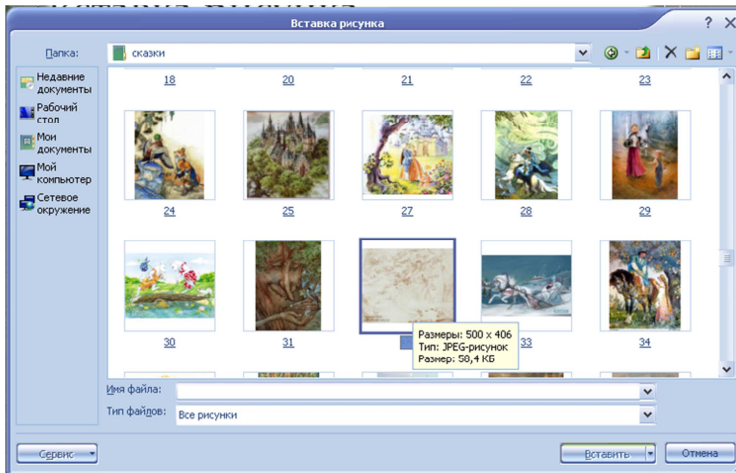 Вставка рисунка
Папка:
сказки
Недавние
документы
Рабочий
стол
Мои
документы
Мой
компьютер
Сетевое
окружение
18 20 21 22 23
24 25 27 28 29
30 31 33 34
Размеры: 500 x 406
Тип: JPEG-рисунок
Размер: 50,4 КБ
Имя файла:
Тип файлов:
Все рисунки
Сервис
Вставить
Отмена